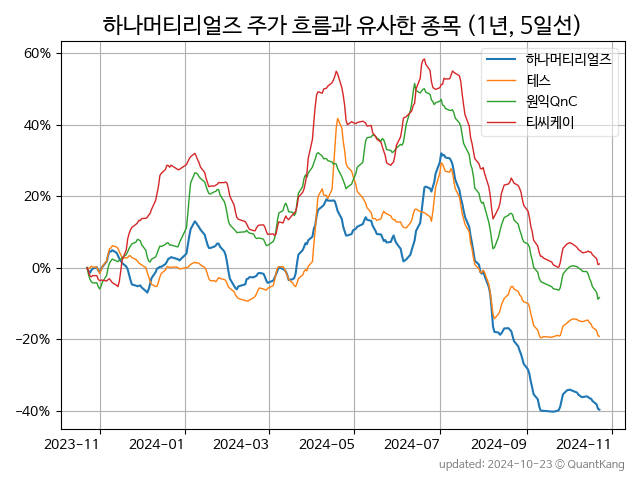 하나머티리얼즈 주가 흐름과 유사한 종목 (1년, 5일선)
하나머티리얼즈
테스
원익QnC
티씨케이
60%
40%
20%
0%
−20%
−40%
2023-11
2024-01
2024-03
2024-05
2024-07
2024-09
2024-11
updated: 2024-10-23 © QuantKang